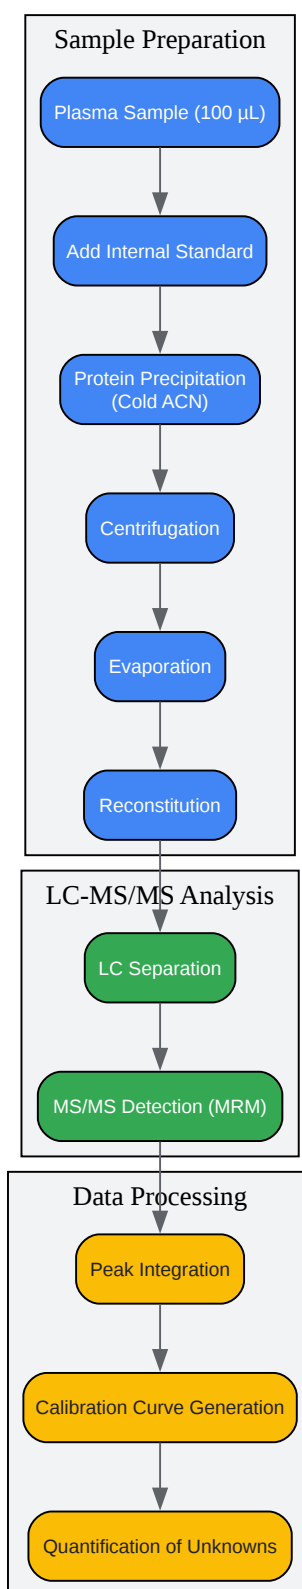 Sample Preparation
Plasma Sample (100 µL)
Add Internal Standard
Protein Precipitation
(Cold ACN)
Centrifugation
Evaporation
Reconstitution
LC-MS/MS Analysis
LC Separation
MS/MS Detection (MRM)
Data Processing
Peak Integration
Calibration Curve Generation
Quantification of Unknowns